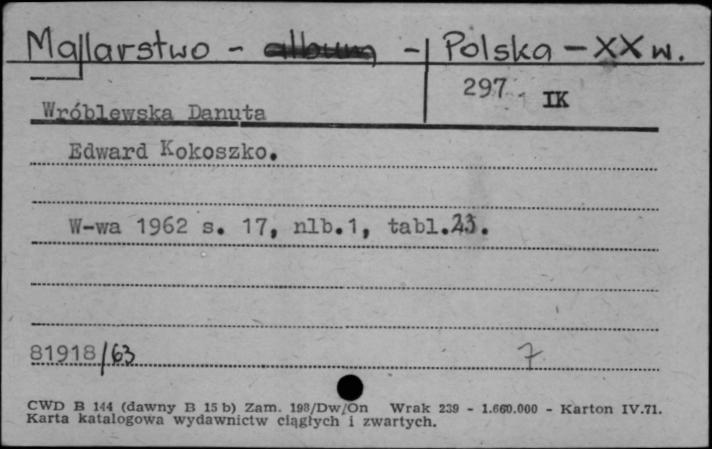 Malarstwo - album - Polska - XX w.
297 IK
Wróblewska Danuta
Edward Kokoszko.
W-wa 1962 s. 17, nlb.1, tabl.23.
81918/63 7
CWD B 144 (dawny B 15 b) Zam. 198/Dw/On Wrak 239 - 1.660.000 - Karton IV.71.
Karta katalogowa wydawnictw ciągłych i zwartych.